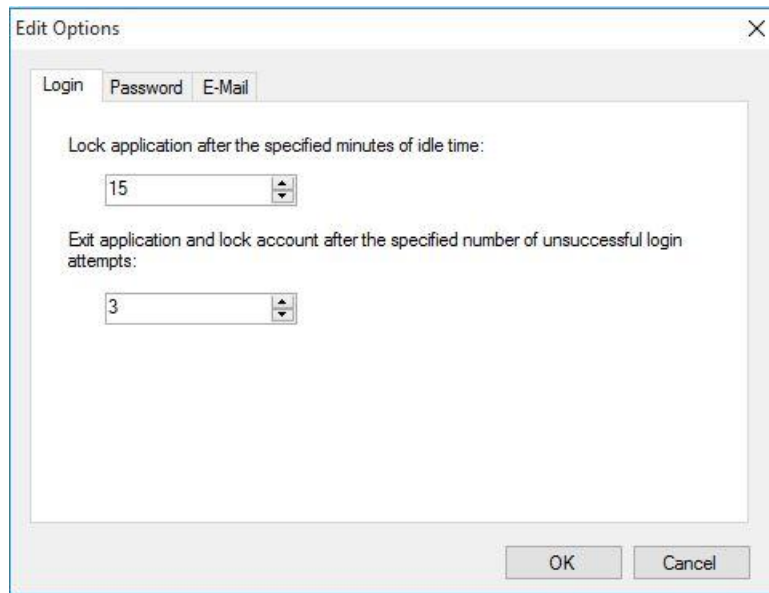 Edit Options
Login Password E-Mail
Lock application after the specified minutes of idle time:
15
Exit application and lock account after the specified number of unsuccessful login
attempts:
3
OK Cancel